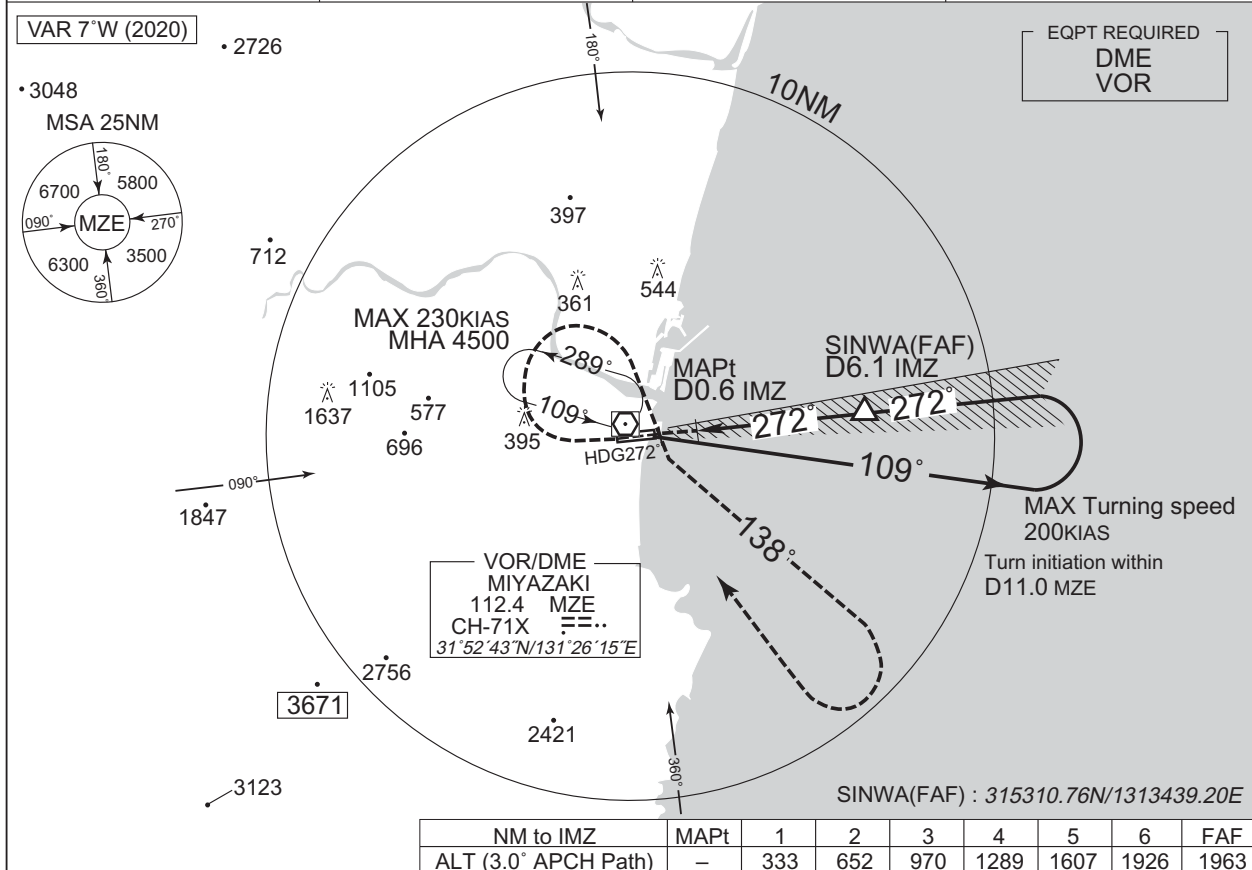 VAR 7°W (2020)
2726
3048
MSA 25NM
180°
6700
5800
090°
MZE
270°
6300
3500
360°
180°
10NM
EQPT REQUIRED
DME
VOR
397
712
361
544
MAX 230KIAS
MHA 4500
289°
109°
MAPt
D0.6 IMZ
SINWA(FAF)
D6.1 IMZ
272°
272°
1105
1637
577
696
395
HDG272°
109°
090°
1847
MAX Turning speed
200KIAS
Turn initiation within
D11.0 MZE
138°
VOR/DME
MIYAZAKI
112.4 MZE
CH-71X
31°52′43″N/131°26′15″E
2756
3671
2421
3123
360°
SINWA(FAF) : 315310.76N/1313439.20E
NM to IMZ MAPt 1 2 3 4 5 6 FAF
ALT (3.0° APCH Path) – 333 652 970 1289 1607 1926 1963